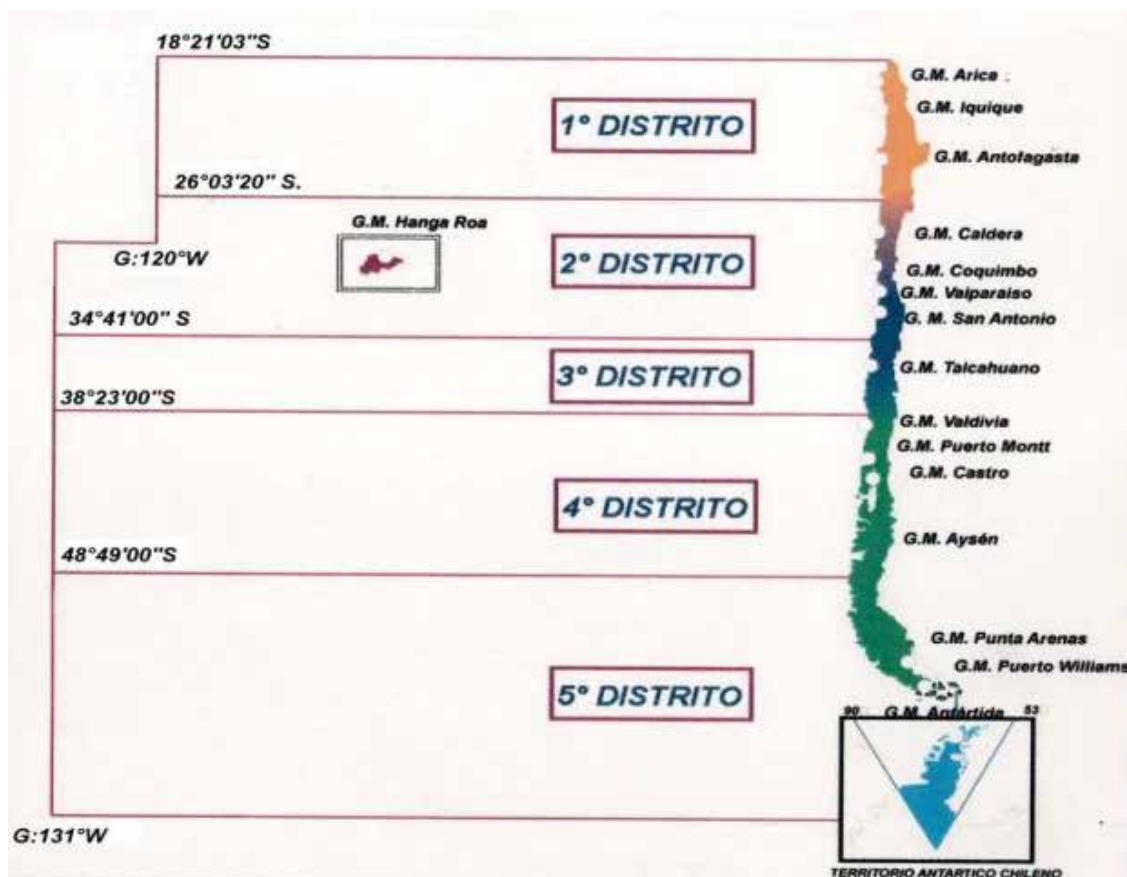 18°21'03"S
G.M. Arica
G.M. Iquique
1° DISTRITO
G.M. Antofagasta
26°03'20" S.
G.M. Hanga Roa
G.M. Caldera
G:120°W
2° DISTRITO
G.M. Coquimbo
G.M. Valparaiso
34°41'00" S
G. M. San Antonio
3° DISTRITO
G.M. Talcahuano
38°23'00"S
G.M. Valdivia
G.M. Puerto Montt
G.M. Castro
4° DISTRITO
G.M. Aysén
48°49'00"S
G.M. Punta Arenas
G.M. Puerto Williams
5° DISTRITO
G.M. Antártida
90
53
G:131°W
TERRITORIO ANTARTICO CHILENO